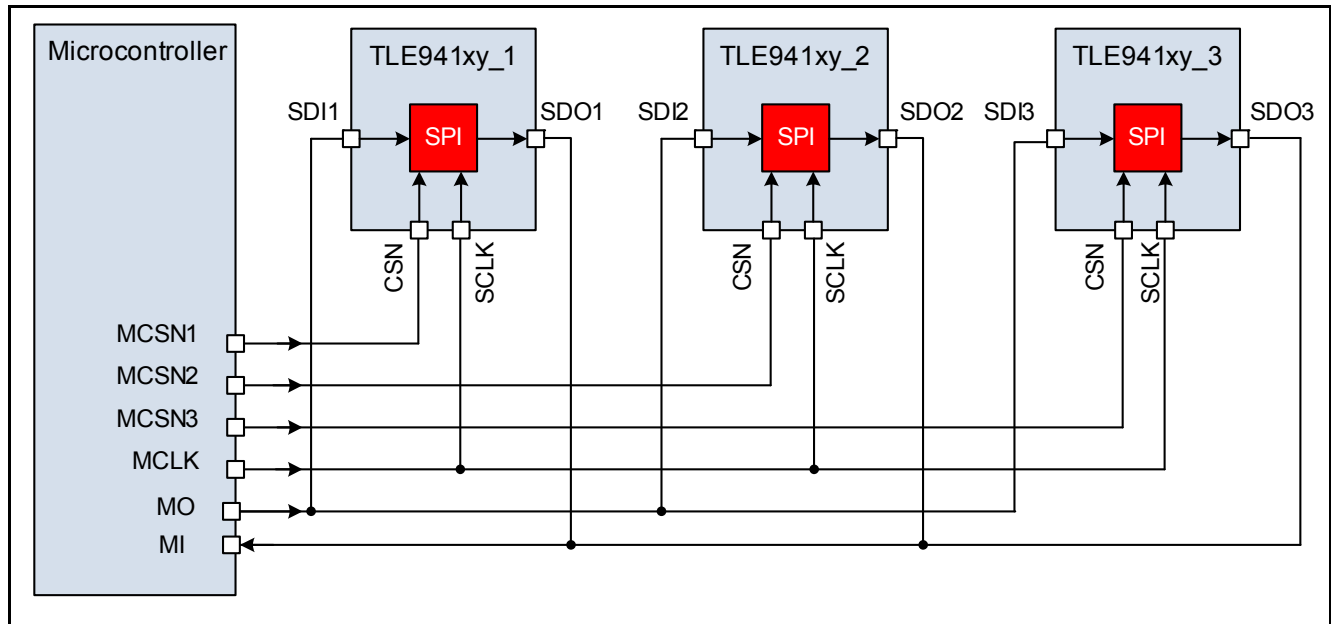 Microcontroller
TLE941xy_1
TLE941xy_2
TLE941xy_3
SDI1
SPI
SDO1
SDI2
SPI
SDO2
SDI3
SPI
SDO3
CSN
SCLK
CSN
SCLK
CSN
SCLK
MCSN1
MCSN2
MCSN3
MCLK
MO
MI